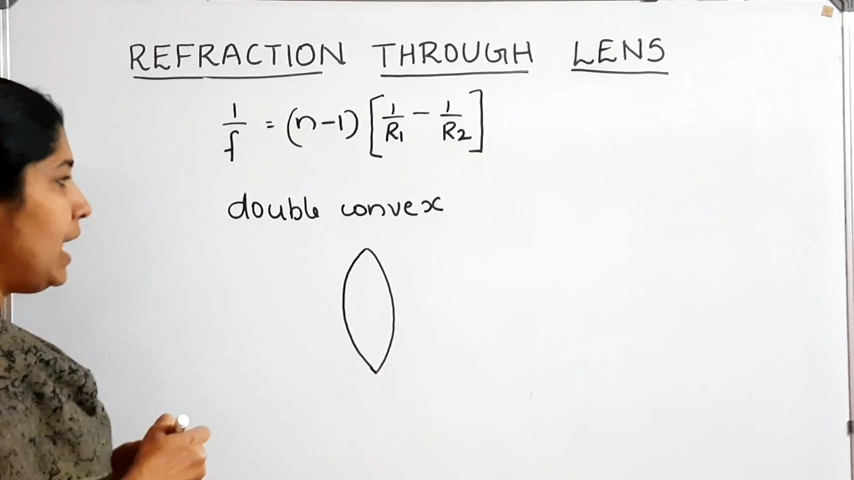 REFRACTION THROUGH LENS
1/f = (n-1) [1/R₁ - 1/R₂]
double convex